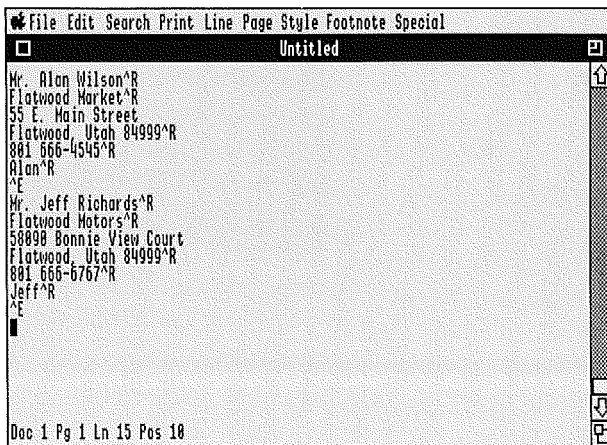 File Edit Search Print Line Page Style Footnote Special
Untitled
Mr. Alan Wilson^R
Flatwood Market^R
55 E. Main Street
Flatwood, Utah 84999^R
801 666-4545^R
Alan^R
^E
Mr. Jeff Richards^R
Flatwood Motors^R
58090 Bonnie View Court
Flatwood, Utah 84999^R
801 666-6767^R
Jeff^R
^E
Doc 1 Pg 1 Ln 15 Pos 10